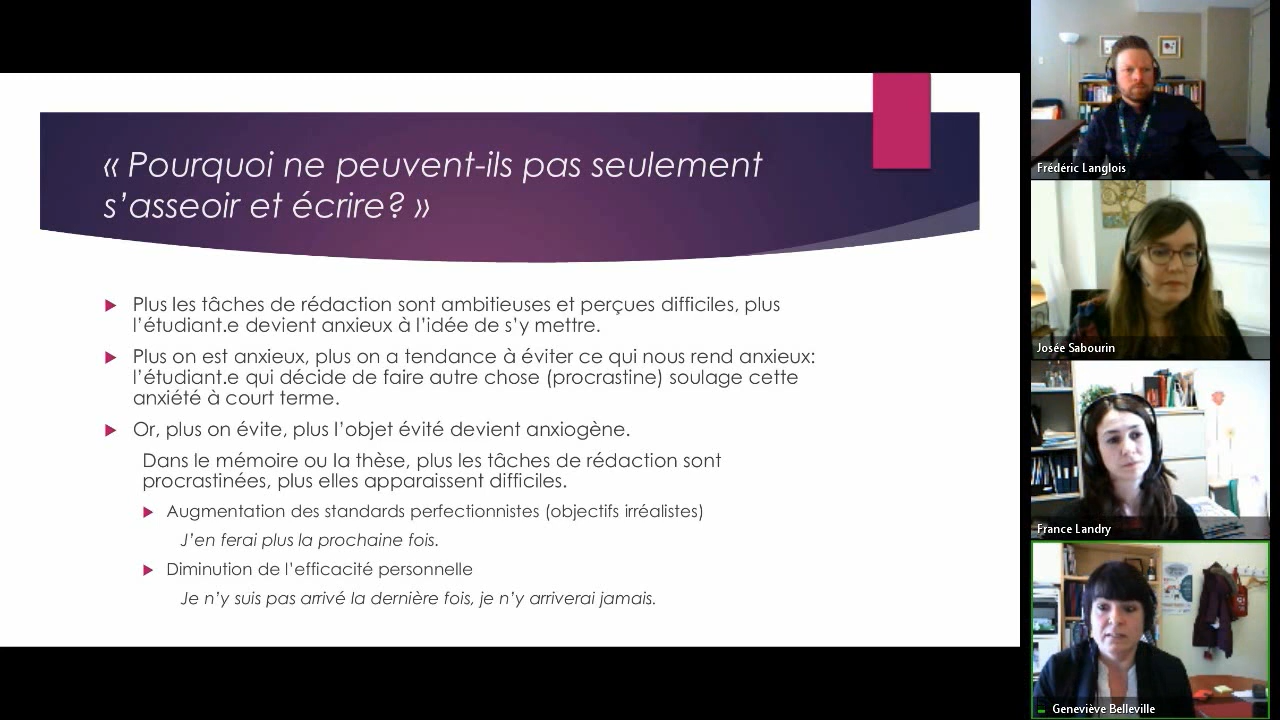 « Pourquoi ne peuvent-ils pas seulement
s’asseoir et écrire? »
Plus les tâches de rédaction sont ambitieuses et perçues difficiles, plus
l’étudiant.e devient anxieux à l’idée de s’y mettre.
Plus on est anxieux, plus on a tendance à éviter ce qui nous rend anxieux:
l’étudiant.e qui décide de faire autre chose (procrastine) soulage cette
anxiété à court terme.
Or, plus on évite, plus l’objet évité devient anxiogène.
Dans le mémoire ou la thèse, plus les tâches de rédaction sont
procrastinées, plus elles apparaissent difficiles.
Augmentation des standards perfectionnistes (objectifs irréalistes)
J’en ferai plus la prochaine fois.
Diminution de l’efficacité personnelle
Je n’y suis pas arrivé la dernière fois, je n’y arriverai jamais.
Frédéric Langlois
Josée Sabourin
France Landry
Geneviève Belleville